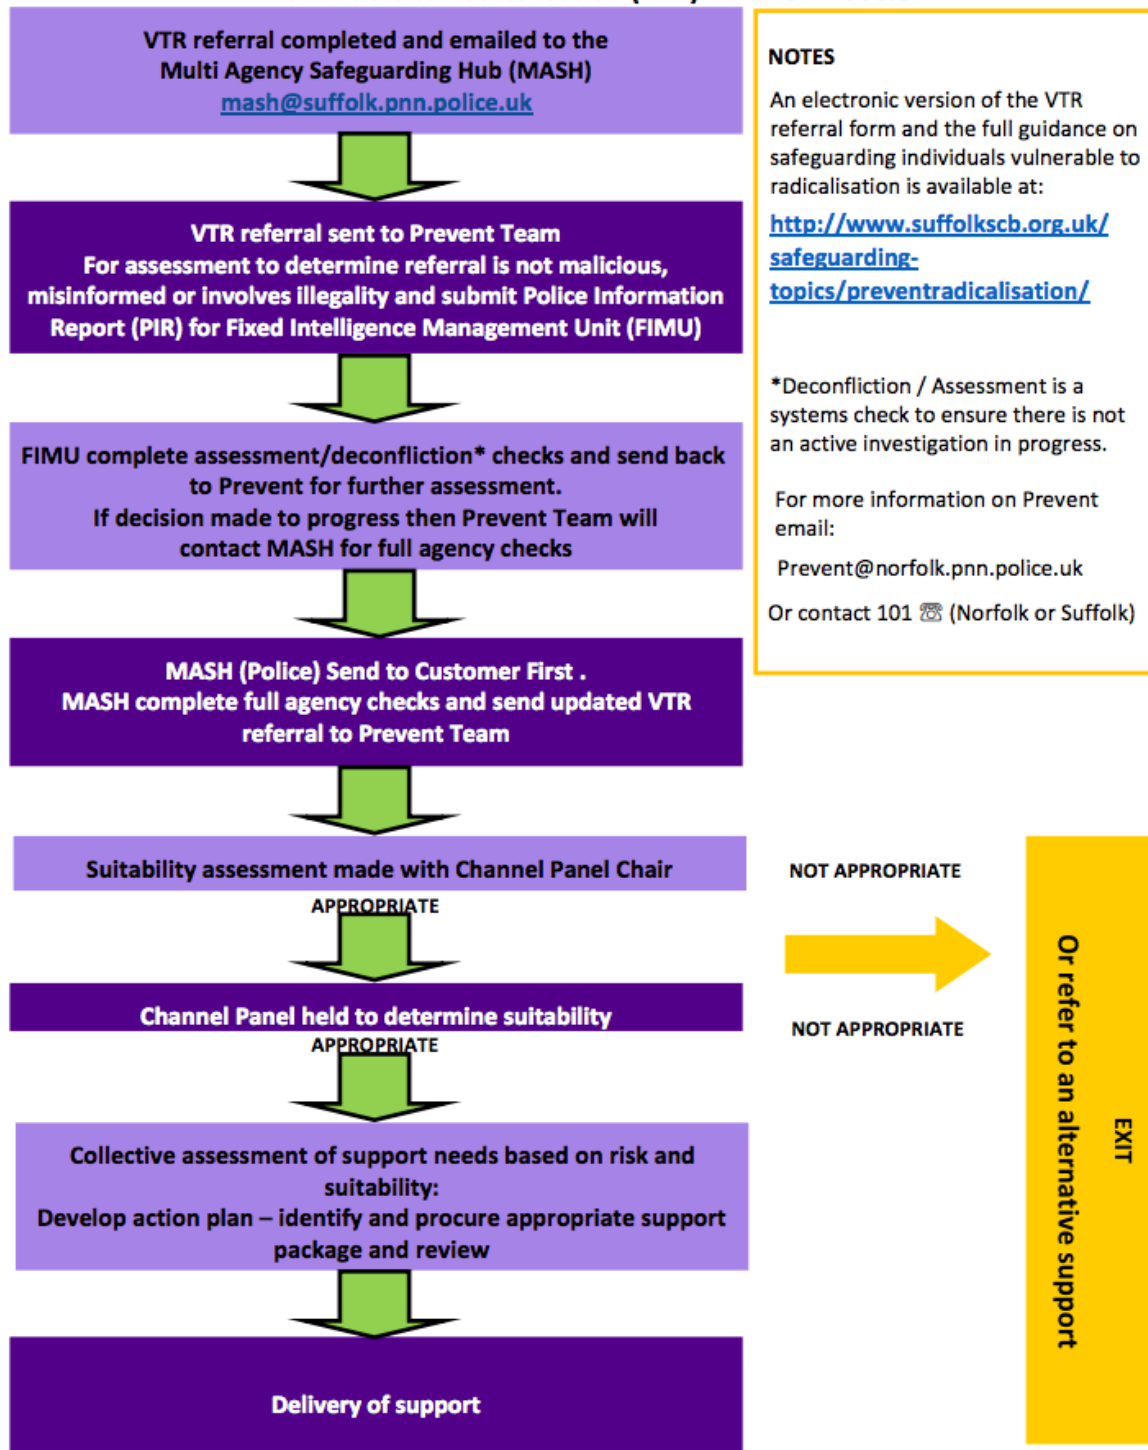 VTR referral completed and emailed to the
Multi Agency Safeguarding Hub (MASH)
mash@suffolk.pnn.police.uk
VTR referral sent to Prevent Team
For assessment to determine referral is not malicious,
misinformed or involves illegality and submit Police Information
Report (PIR) for Fixed Intelligence Management Unit (FIMU)
FIMU complete assessment/deconfliction* checks and send back
to Prevent for further assessment.
If decision made to progress then Prevent Team will
contact MASH for full agency checks
MASH (Police) Send to Customer First .
MASH complete full agency checks and send updated VTR
referral to Prevent Team
Suitability assessment made with Channel Panel Chair
APPROPRIATE
Channel Panel held to determine suitability
APPROPRIATE
Collective assessment of support needs based on risk and
suitability:
Develop action plan – identify and procure appropriate support
package and review
Delivery of support
NOTES
An electronic version of the VTR
referral form and the full guidance on
safeguarding individuals vulnerable to
radicalisation is available at:
http://www.suffolkscb.org.uk/
safeguarding-
topics/preventradicalisation/
*Deconfliction / Assessment is a
systems check to ensure there is not
an active investigation in progress.
For more information on Prevent
email:
Prevent@norfolk.pnn.police.uk
Or contact 101 ☏ (Norfolk or Suffolk)
NOT APPROPRIATE
NOT APPROPRIATE
EXIT
Or refer to an alternative support